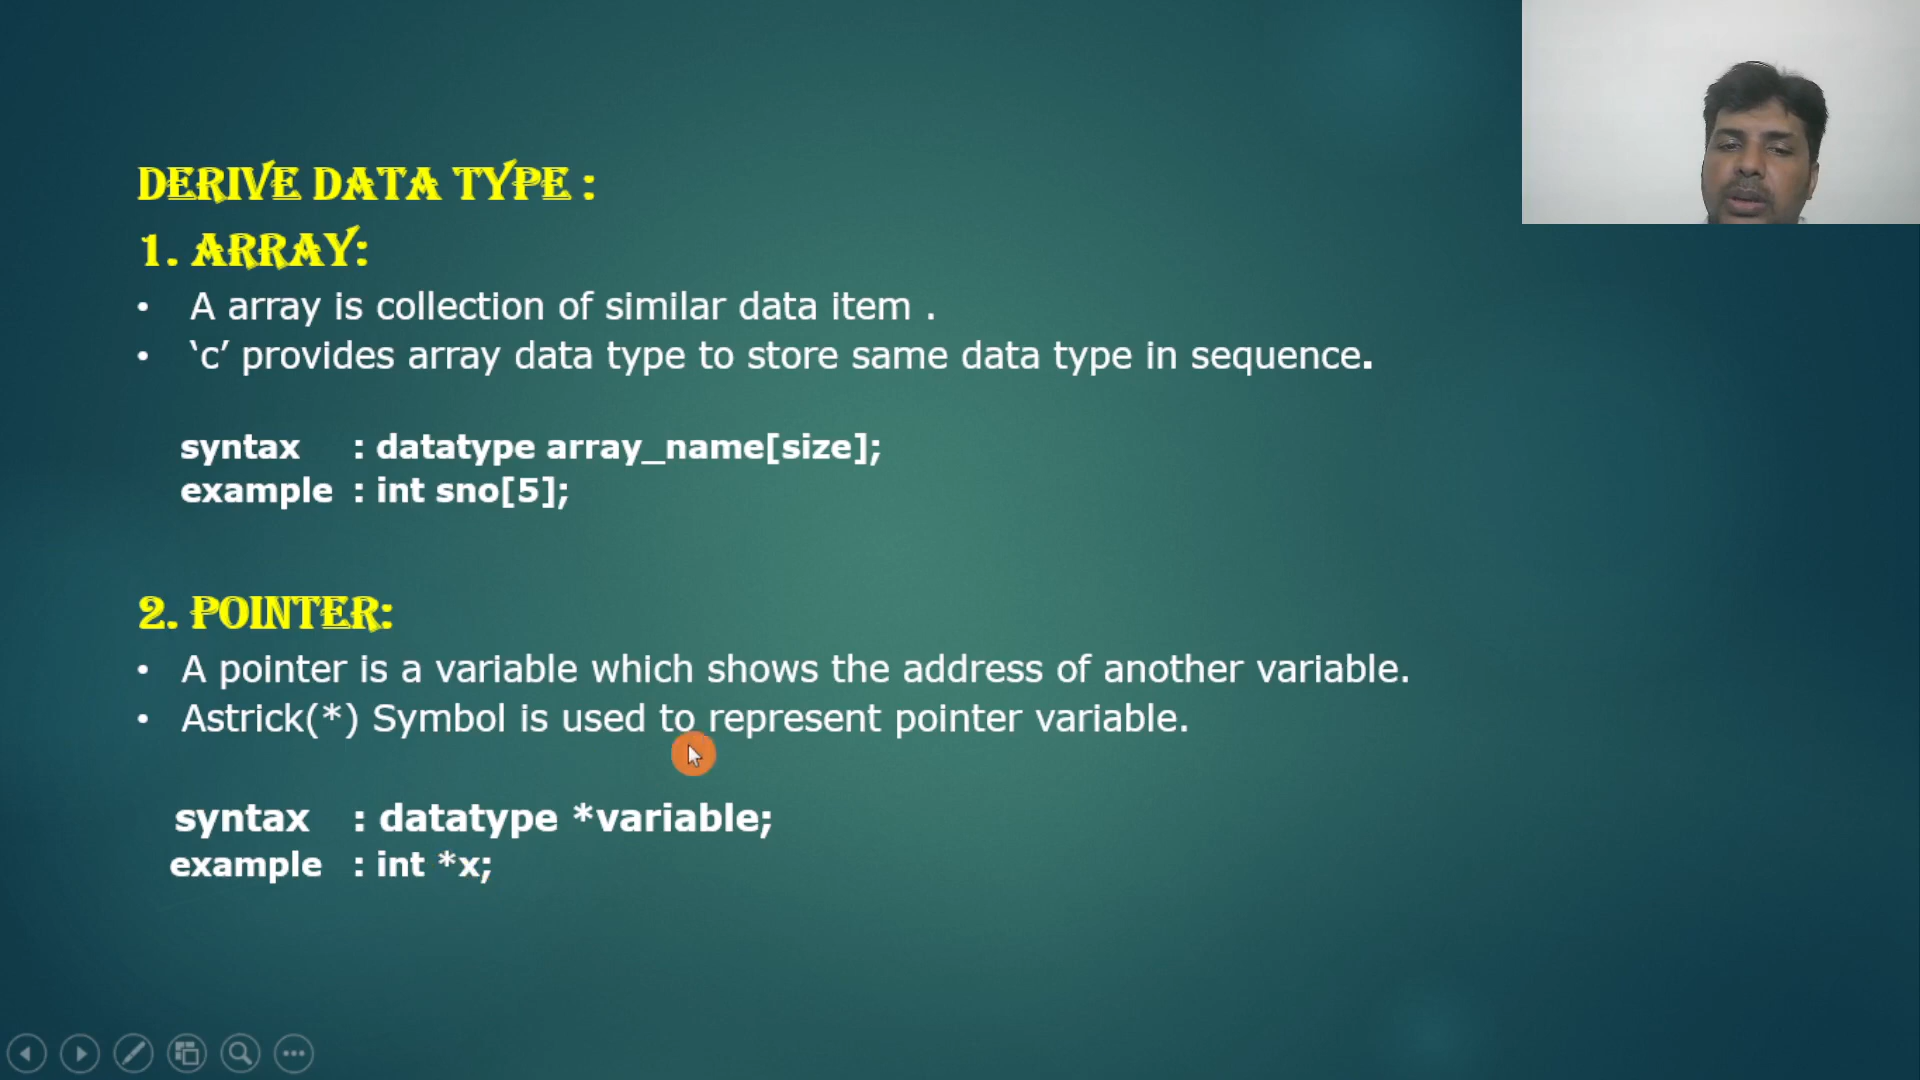 DERIVE DATA TYPE :
1. ARRAY:
• A array is collection of similar data item .
• ‘c’ provides array data type to store same data type in sequence.
syntax : datatype array_name[size];
example : int sno[5];
2. POINTER:
• A pointer is a variable which shows the address of another variable.
• Astrick(*) Symbol is used to represent pointer variable.
syntax : datatype *variable;
example : int *x;